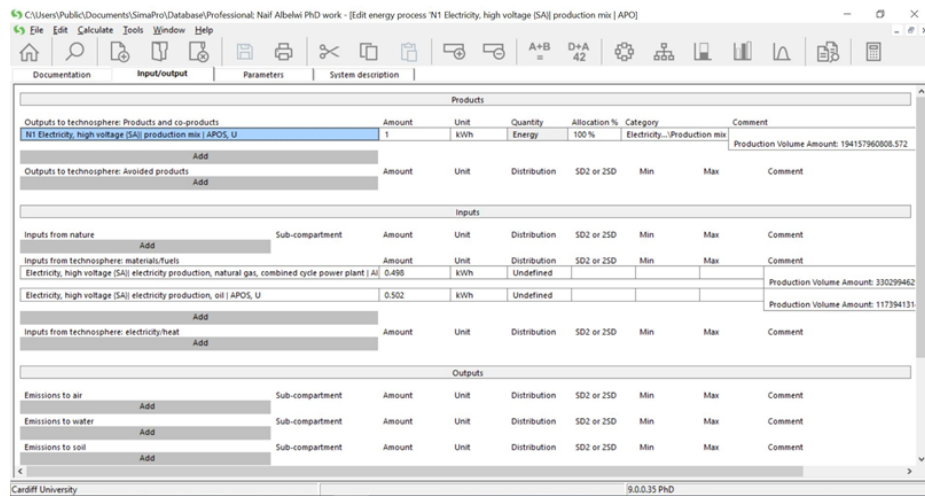 C:\Users\Public\Documents\SimaPro\Database\Professional; Naif Albelwi PhD work - [Edit energy process 'N1 Electricity, high voltage {SA}| production mix | APO]
File Edit Calculate Tools Window Help
A+B = D+A 42
Documentation Input/output Parameters System description
Products
Outputs to technosphere: Products and co-products Amount Unit Quantity Allocation % Category Comment
N1 Electricity, high voltage {SA}| production mix | APOS, U 1 kWh Energy 100 % Electricity...\Production mix
Production Volume Amount: 194157960808.572
Add
Outputs to technosphere: Avoided products Amount Unit Distribution SD2 or 2SD Min Max Comment
Add
Inputs
Inputs from nature Sub-compartment Amount Unit Distribution SD2 or 2SD Min Max Comment
Add
Inputs from technosphere: materials/fuels Amount Unit Distribution SD2 or 2SD Min Max Comment
Electricity, high voltage {SA}| electricity production, natural gas, combined cycle power plant | Al 0.498 kWh Undefined
Production Volume Amount: 330299462
Electricity, high voltage {SA}| electricity production, oil | APOS, U 0.502 kWh Undefined
Production Volume Amount: 117394131
Add
Inputs from technosphere: electricity/heat Amount Unit Distribution SD2 or 2SD Min Max Comment
Add
Outputs
Emissions to air Sub-compartment Amount Unit Distribution SD2 or 2SD Min Max Comment
Add
Emissions to water Sub-compartment Amount Unit Distribution SD2 or 2SD Min Max Comment
Add
Emissions to soil Sub-compartment Amount Unit Distribution SD2 or 2SD Min Max Comment
Add
Cardiff University 9.0.0.35 PhD